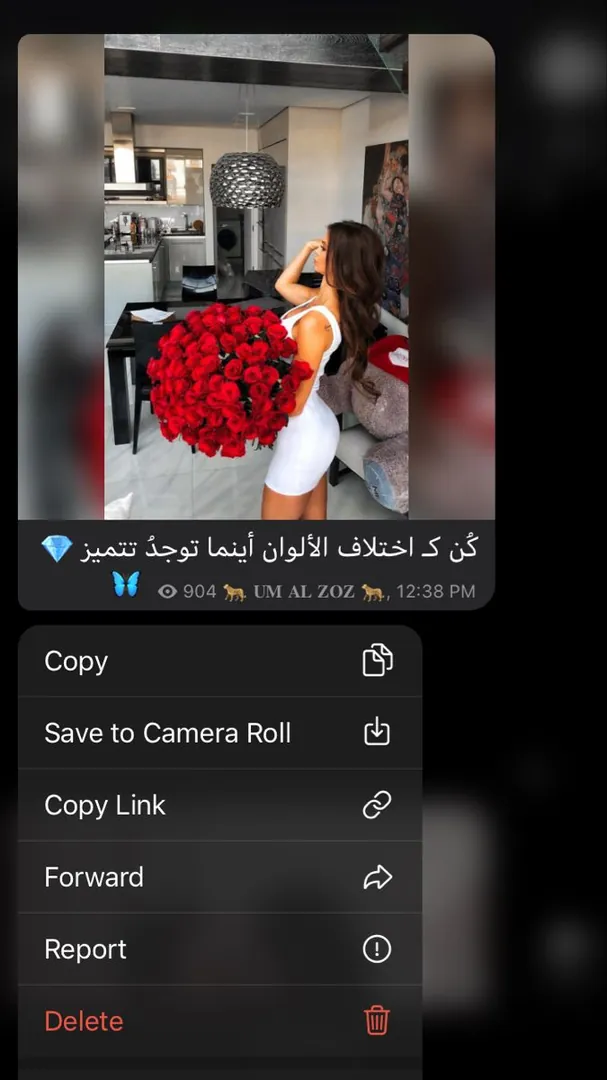 كُن كـ اختلاف الألوان أينما توجدُ تتميز 💎
🦋
904 🐆 𝐔𝐌 𝐀𝐋 𝐙𝐎𝐙 🐆, 12:38 PM
Copy
Save to Camera Roll
Copy Link
Forward
Report
Delete